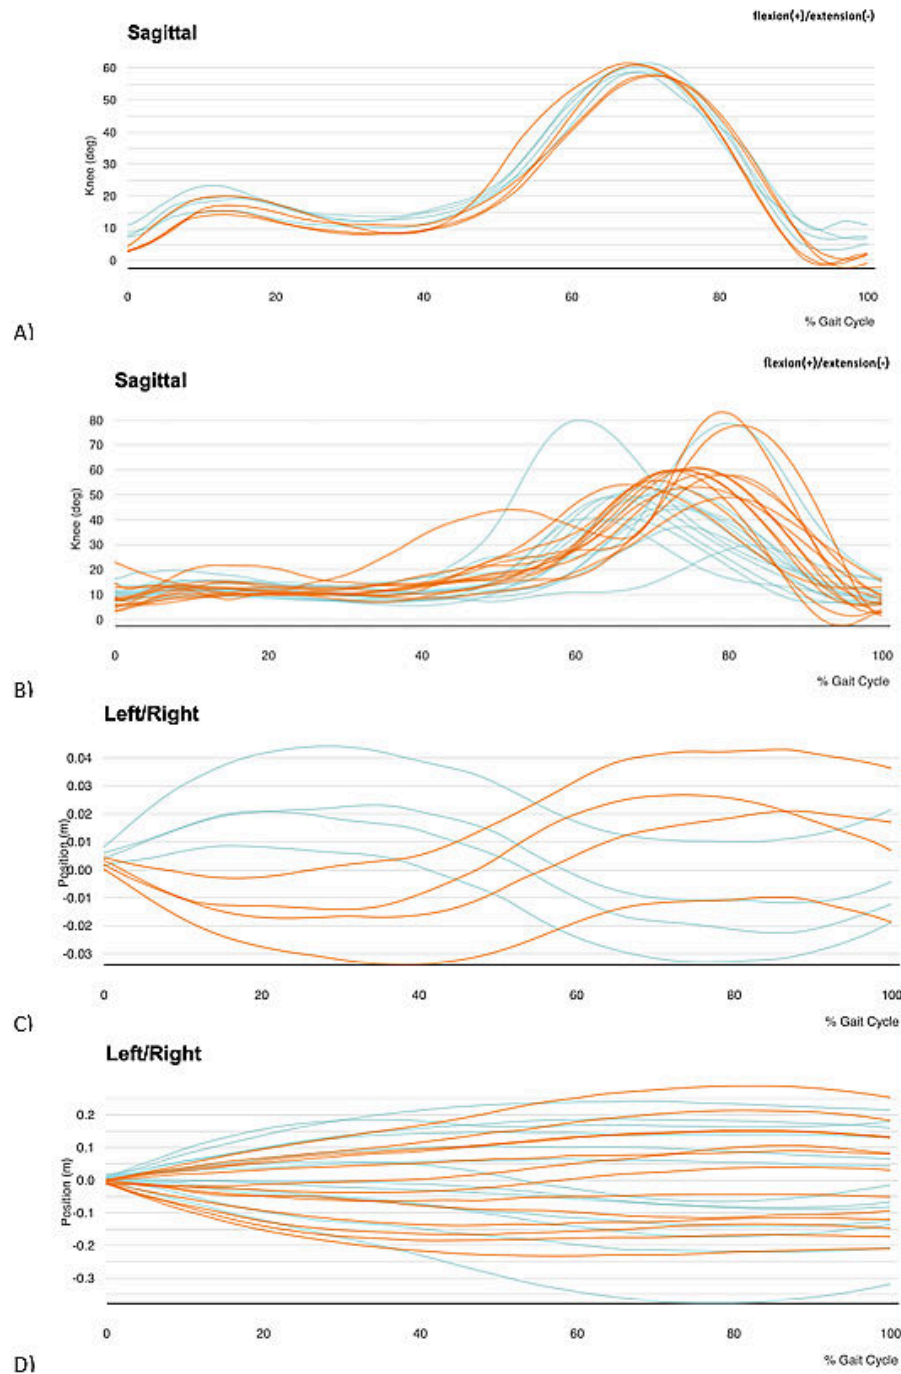 Sagittal
flexion(+)/extension(-)
60
50
40
30
20
10
0
Knee (deg)
0 20 40 60 80 100
% Gait Cycle
A)
Sagittal
flexion(+)/extension(-)
80
70
60
50
40
30
20
10
0
Knee (deg)
0 20 40 60 80 100
% Gait Cycle
B)
Left/Right
0.04
0.03
0.02
0.01
0.00
-0.01
-0.02
-0.03
Position (m)
0 20 40 60 80 100
% Gait Cycle
C)
Left/Right
0.2
0.1
0.0
-0.1
-0.2
-0.3
Position (m)
0 20 40 60 80 100
% Gait Cycle
D)